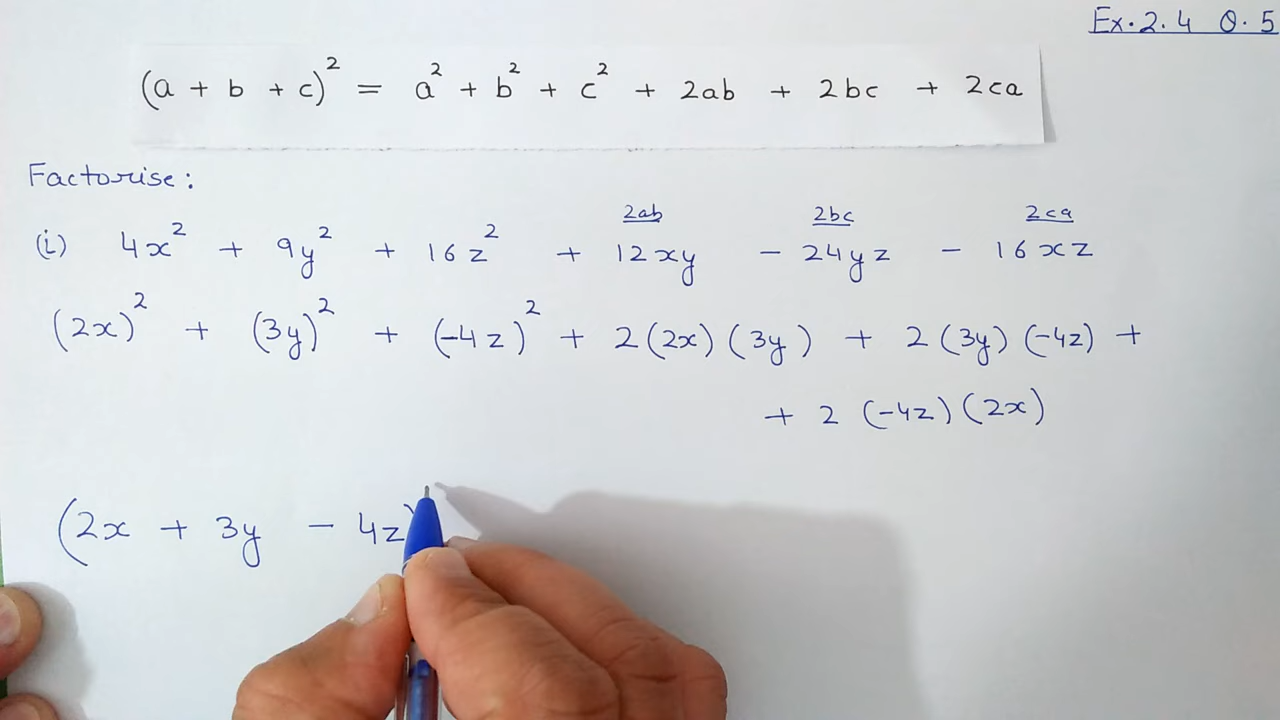 Ex. 2.4 Q.5
(a + b + c)² = a² + b² + c² + 2ab + 2bc + 2ca
Factorise:
2ab 2bc 2ca
(i) 4x² + 9y² + 16z² + 12xy - 24yz - 16xz
(2x)² + (3y)² + (-4z)² + 2(2x)(3y) + 2(3y)(-4z) +
+ 2(-4z)(2x)
(2x + 3y - 4z)